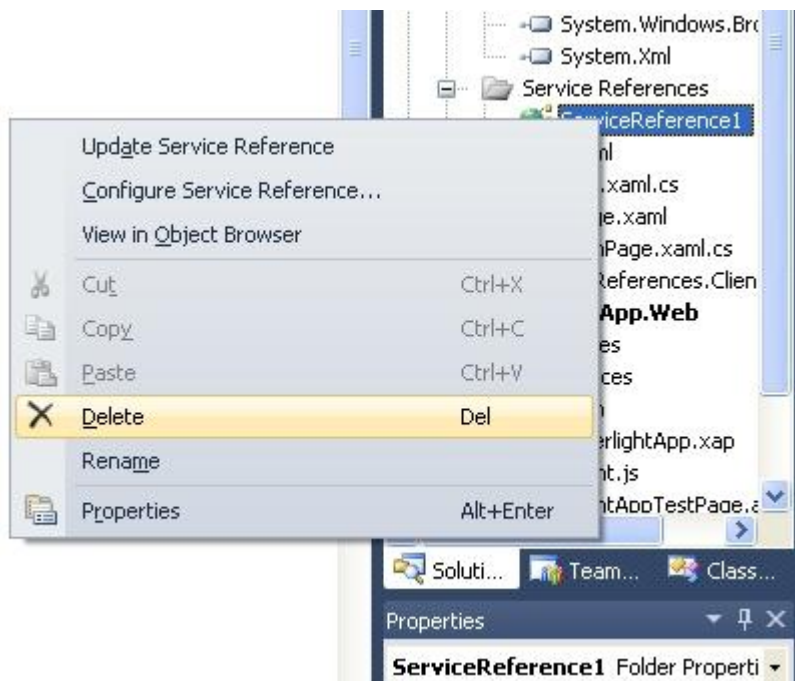 System.Windows.Bro
System.Xml
Service References
ServiceReference1
Update Service Reference
Configure Service Reference...
.xaml.cs
e.xaml
View in Object Browser
Page.xaml.cs
Cut Ctrl+X
References.Clien
App.Web
Copy Ctrl+C
es
Paste Ctrl+V
ces
Delete Del
erlightApp.xap
Rename
t.js
Properties Alt+Enter
tAppTestPage.a
Soluti... Team... Class...
Properties
ServiceReference1 Folder Properti